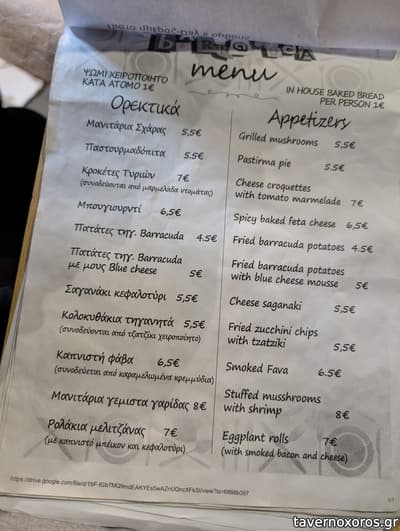 BARACUDA
menu
ΨΩΜΙ ΧΕΙΡΟΠΟΙΗΤΟ
ΚΑΤΑ ΑΤΟΜΟ 1€
IN HOUSE BAKED BREAD
PER PERSON 1€
Ορεκτικά
Μανιτάρια Σχάρας 5,5€
Παστουρμαδόπιτα 5.5€
Κροκέτες Τυριών 7€
(συνοδεύονται από μαρμελάδα ντομάτας)
Μπουγιουρντί 6,5€
Πατάτες τηγ. Barracuda 4.5€
Πατάτες τηγ. Barracuda
με μους Blue cheese 5€
Σαγανάκι κεφαλοτύρι 5,5€
Κολοκυθάκια τηγανητά 5,5€
(συνοδεύονται από τζατζίκι χειροποίητο)
Καπνιστή φάβα 6,5€
(συνοδεύεται από καραμελωμένα κρεμμύδια)
Μανιτάρια γεμιστα γαρίδας 8€
Ρολάκια μελιτζάνας 7€
(με καπνιστό μπέικον και κεφαλοτύρι)
Appetizers
Grilled mushrooms 5,5€
Pastirma pie 5.5€
Cheese croquettes
with tomato marmelade 7€
Spicy baked feta cheese 6,5€
Fried barracuda potatoes 4.5€
Fried barracuda potatoes
with blue cheese mousse 5€
Cheese saganaki 5,5€
Fried zucchini chips
with tzatziki 5,5€
Smoked Fava 6.5€
Stuffed musshrooms
with shrimp 8€
Eggplant rolls 7€
(with smoked bacon and cheese)
tavernoxoros.gr